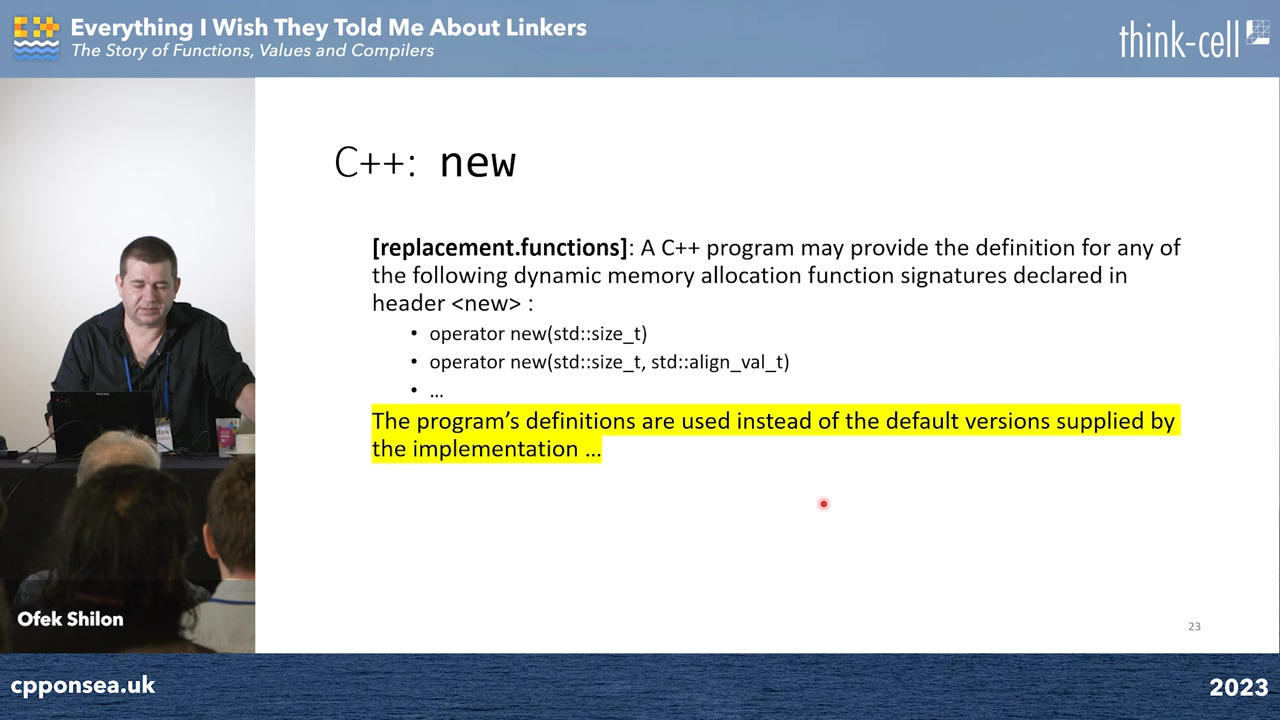 Everything I Wish They Told Me About Linkers
The Story of Functions, Values and Compilers
think-cell
C++: new
[replacement.functions]: A C++ program may provide the definition for any of
the following dynamic memory allocation function signatures declared in
header <new> :
• operator new(std::size_t)
• operator new(std::size_t, std::align_val_t)
• ...
The program’s definitions are used instead of the default versions supplied by
the implementation ...
23
Ofek Shilon
cpponsea.uk
2023